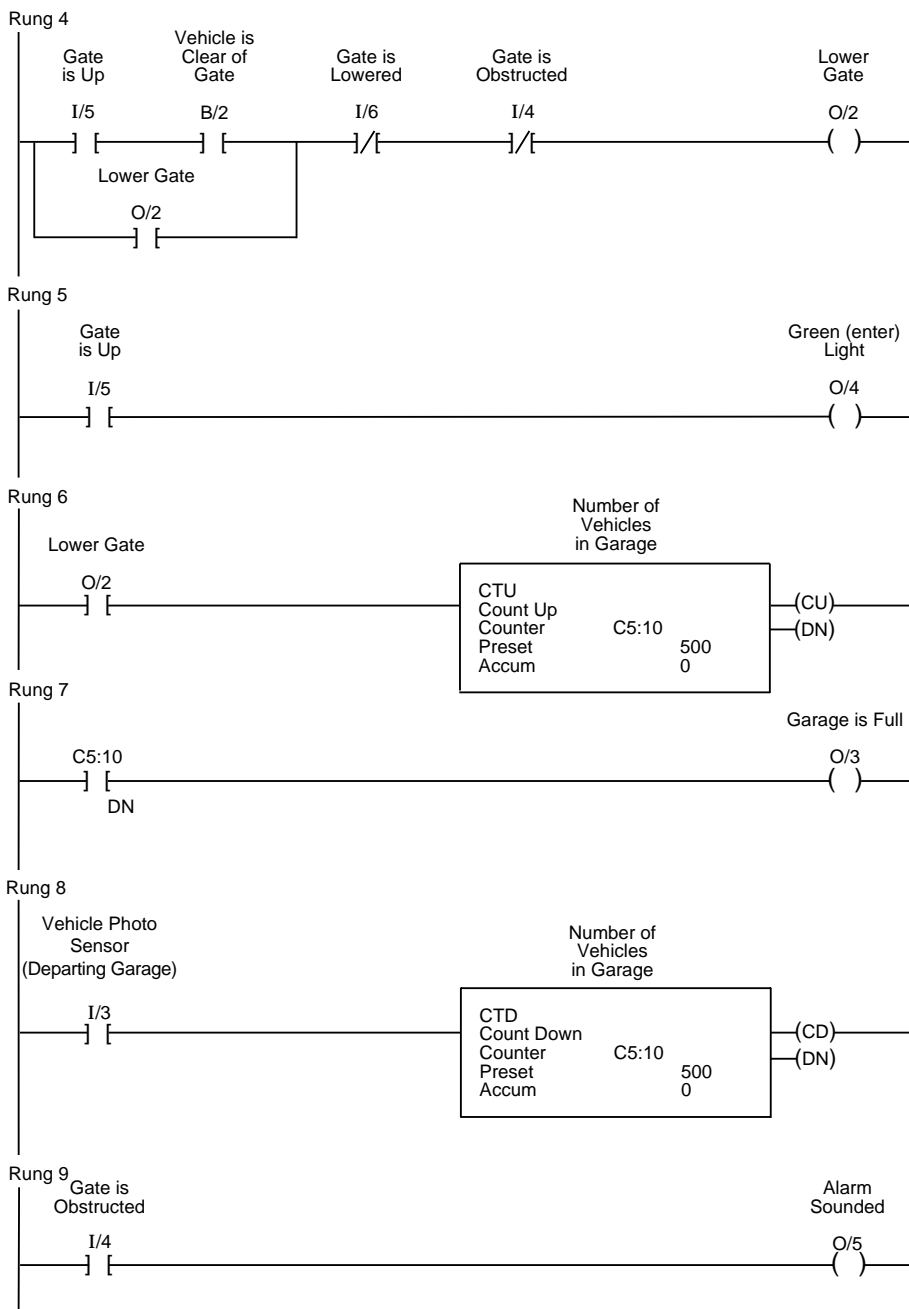 Rung 4
Gate
is Up
Vehicle is
Clear of
Gate
Gate is
Lowered
Gate is
Obstructed
Lower
Gate
I/5
B/2
I/6
I/4
O/2
Lower Gate
O/2
Rung 5
Gate
is Up
Green (enter)
Light
I/5
O/4
Rung 6
Lower Gate
Number of
Vehicles
in Garage
O/2
CTU
Count Up
Counter C5:10
Preset 500
Accum 0
(CU)
(DN)
Rung 7
Garage is Full
C5:10
O/3
DN
Rung 8
Vehicle Photo
Sensor
(Departing Garage)
Number of
Vehicles
in Garage
I/3
CTD
Count Down
Counter C5:10
Preset 500
Accum 0
(CD)
(DN)
Rung 9
Gate is
Obstructed
Alarm
Sounded
I/4
O/5